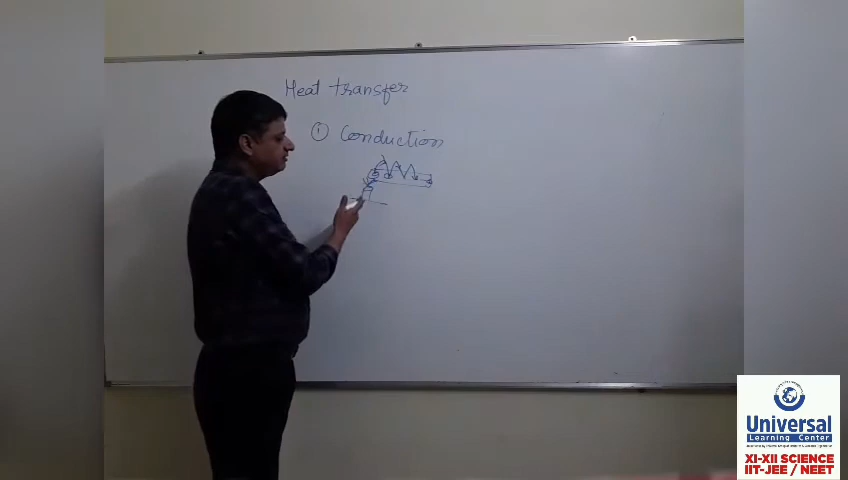 Heat transfer
① Conduction
Universal
Learning Center
XI-XII SCIENCE
IIT-JEE / NEET